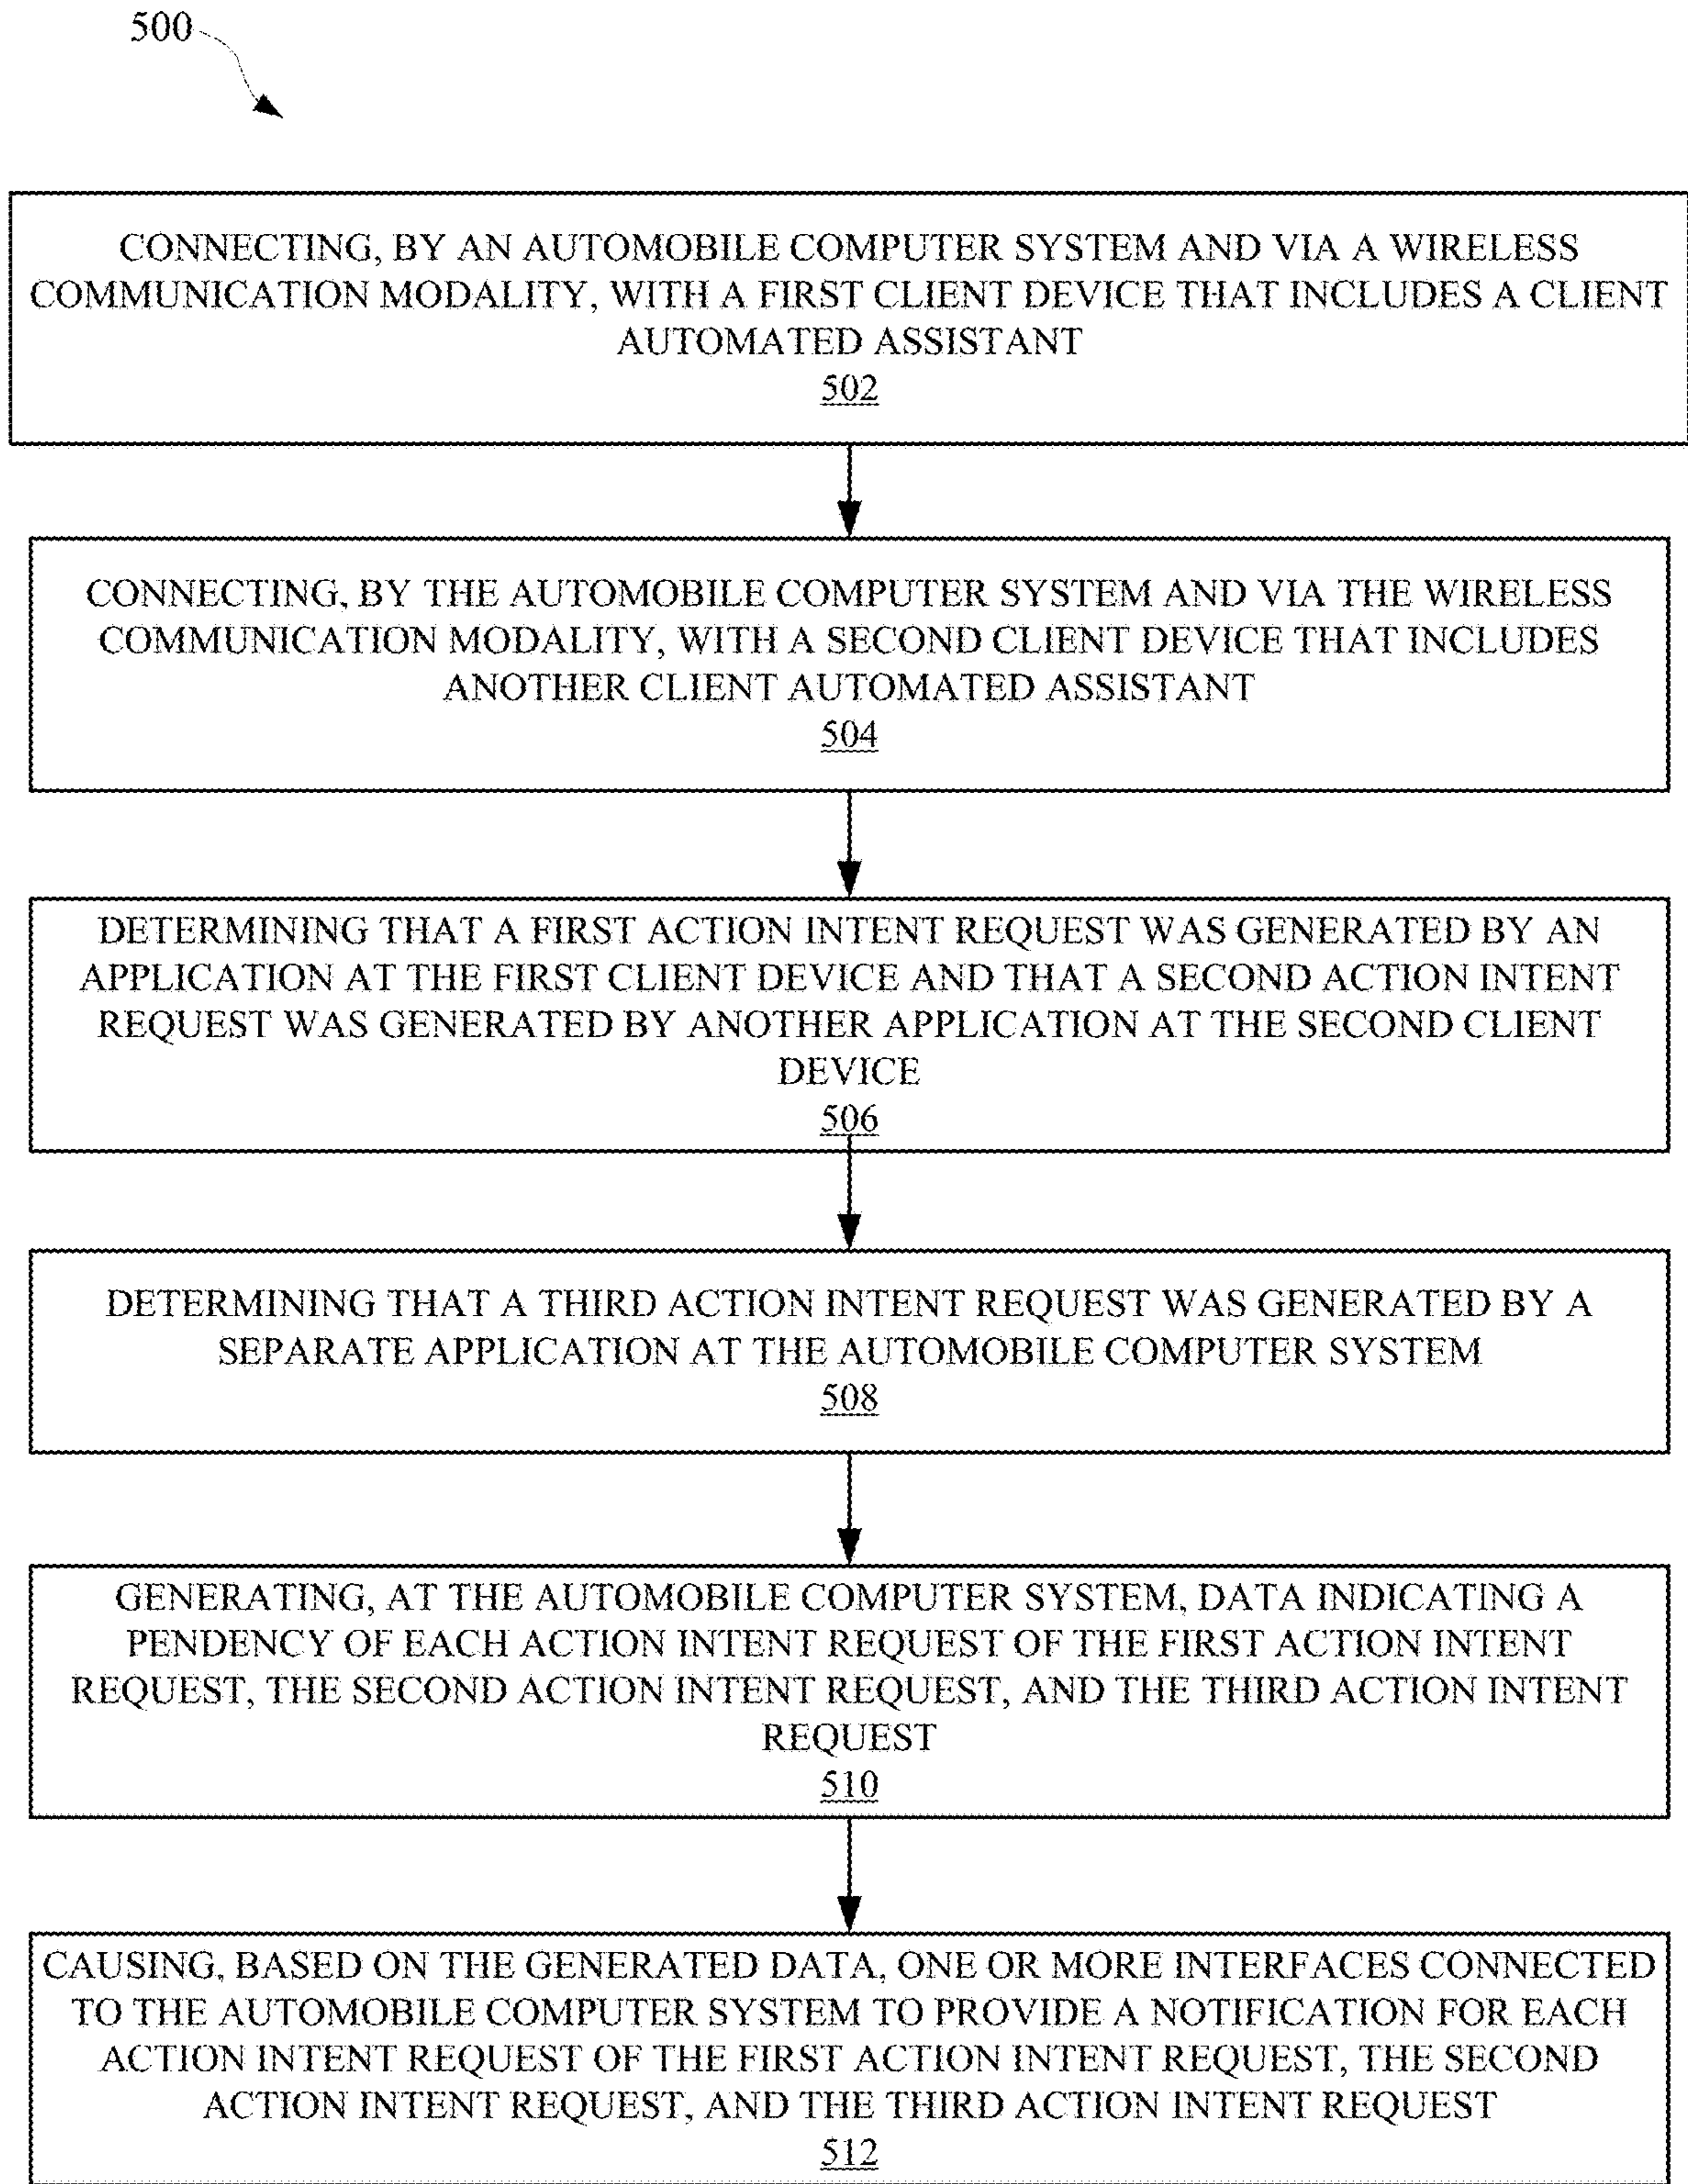 500
CONNECTING, BY AN AUTOMOBILE COMPUTER SYSTEM AND VIA A WIRELESS
COMMUNICATION MODALITY, WITH A FIRST CLIENT DEVICE THAT INCLUDES A CLIENT
AUTOMATED ASSISTANT
502
CONNECTING, BY THE AUTOMOBILE COMPUTER SYSTEM AND VIA THE WIRELESS
COMMUNICATION MODALITY, WITH A SECOND CLIENT DEVICE THAT INCLUDES
ANOTHER CLIENT AUTOMATED ASSISTANT
504
DETERMINING THAT A FIRST ACTION INTENT REQUEST WAS GENERATED BY AN
APPLICATION AT THE FIRST CLIENT DEVICE AND THAT A SECOND ACTION INTENT
REQUEST WAS GENERATED BY ANOTHER APPLICATION AT THE SECOND CLIENT
DEVICE
506
DETERMINING THAT A THIRD ACTION INTENT REQUEST WAS GENERATED BY A
SEPARATE APPLICATION AT THE AUTOMOBILE COMPUTER SYSTEM
508
GENERATING, AT THE AUTOMOBILE COMPUTER SYSTEM, DATA INDICATING A
PENDENCY OF EACH ACTION INTENT REQUEST OF THE FIRST ACTION INTENT
REQUEST, THE SECOND ACTION INTENT REQUEST, AND THE THIRD ACTION INTENT
REQUEST
510
CAUSING, BASED ON THE GENERATED DATA, ONE OR MORE INTERFACES CONNECTED
TO THE AUTOMOBILE COMPUTER SYSTEM TO PROVIDE A NOTIFICATION FOR EACH
ACTION INTENT REQUEST OF THE FIRST ACTION INTENT REQUEST, THE SECOND
ACTION INTENT REQUEST, AND THE THIRD ACTION INTENT REQUEST
512